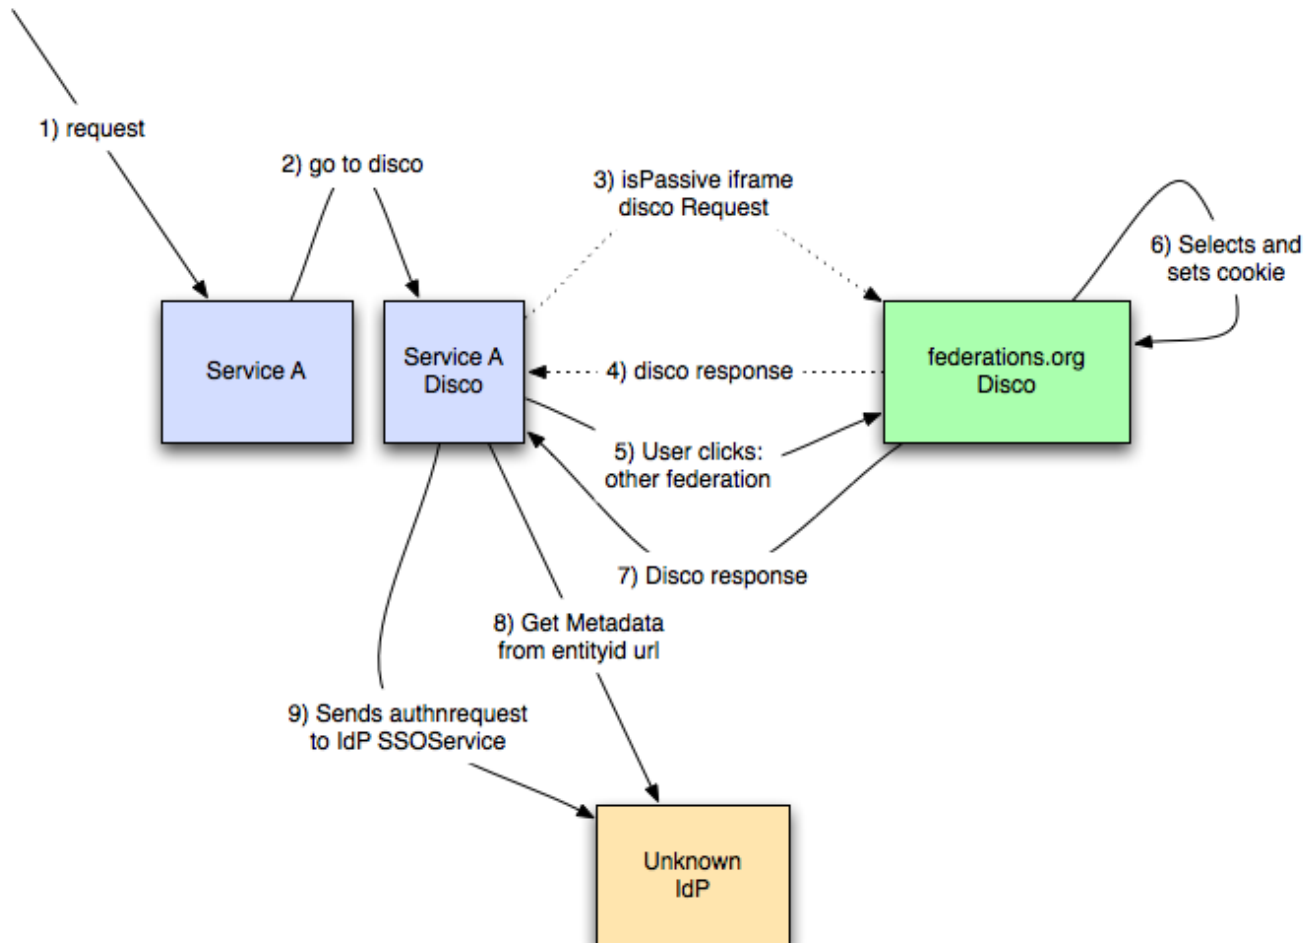 1) request
2) go to disco
3) isPassive iframe
disco Request
6) Selects and
sets cookie
Service A
Service A
Disco
4) disco response
federations.org
Disco
5) User clicks:
other federation
7) Disco response
8) Get Metadata
from entityid url
9) Sends authnrequest
to IdP SSOService
Unknown
IdP